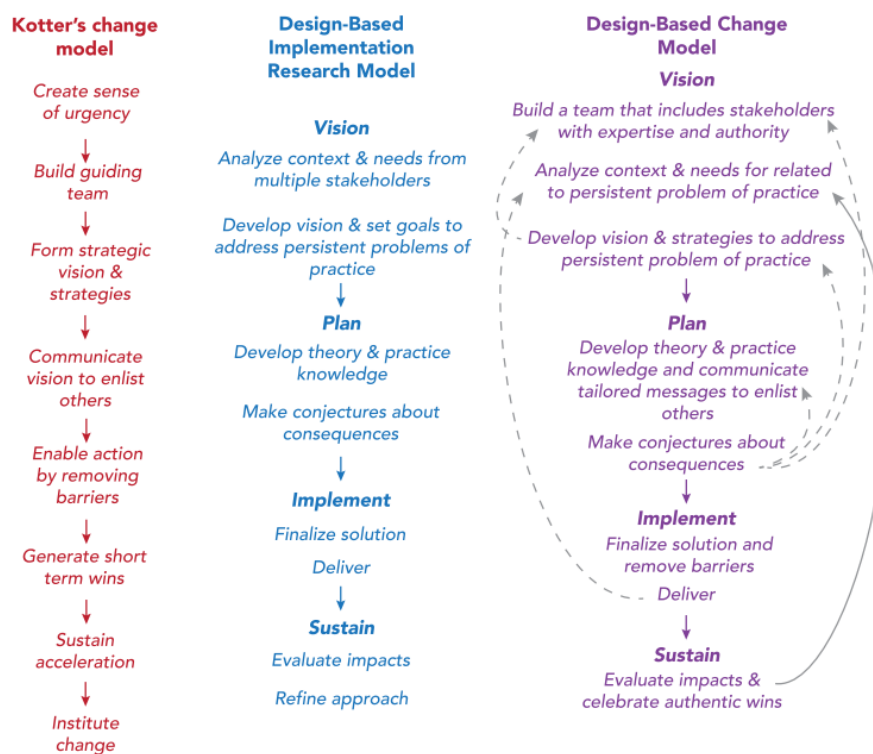 Kotter's change
model
Create sense
of urgency
Build guiding
team
Form strategic
vision &
strategies
Communicate
vision to enlist
others
Enable action
by removing
barriers
Generate short
term wins
Sustain
acceleration
Institute
change
Design-Based
Implementation
Research Model
Vision
Analyze context & needs from
multiple stakeholders
Develop vision & set goals to
address persistent problems of
practice
Plan
Develop theory & practice
knowledge
Make conjectures about
consequences
Implement
Finalize solution
Deliver
Sustain
Evaluate impacts
Refine approach
Design-Based Change
Model
Vision
Build a team that includes stakeholders
with expertise and authority
Analyze context & needs for related
to persistent problem of practice
Develop vision & strategies to address
persistent problem of practice
Plan
Develop theory & practice
knowledge and communicate
tailored messages to enlist
others
Make conjectures about
consequences
Implement
Finalize solution and
remove barriers
Deliver
Sustain
Evaluate impacts &
celebrate authentic wins